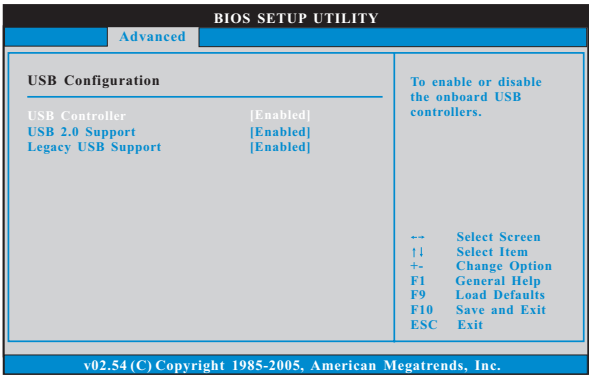 BIOS SETUP UTILITY
Advanced
USB Configuration
USB Controller [Enabled]
USB 2.0 Support [Enabled]
Legacy USB Support [Enabled]
To enable or disable
the onboard USB
controllers.
←→ Select Screen
↑↓ Select Item
+- Change Option
F1 General Help
F9 Load Defaults
F10 Save and Exit
ESC Exit
v02.54 (C) Copyright 1985-2005, American Megatrends, Inc.